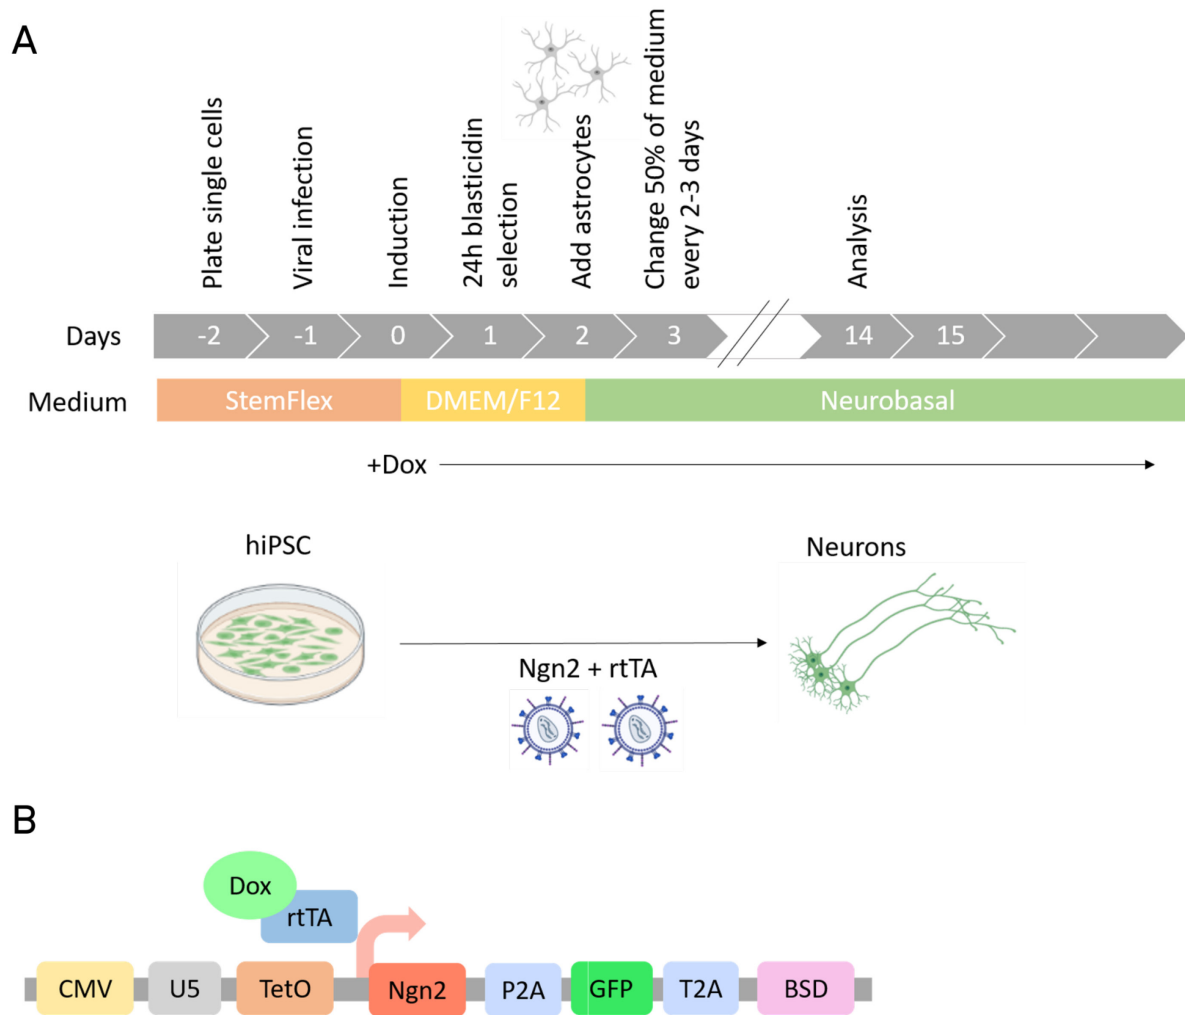 A
Plate single cells
Viral infection
Induction
24h blasticidin
selection
Add astrocytes
Change 50% of medium
every 2-3 days
Analysis
Days -2 -1 0 1 2 3 14 15
Medium StemFlex DMEM/F12 Neurobasal
+Dox
hiPSC
Neurons
Ngn2 + rtTA
B
Dox
rtTA
CMV U5 TetO Ngn2 P2A GFP T2A BSD